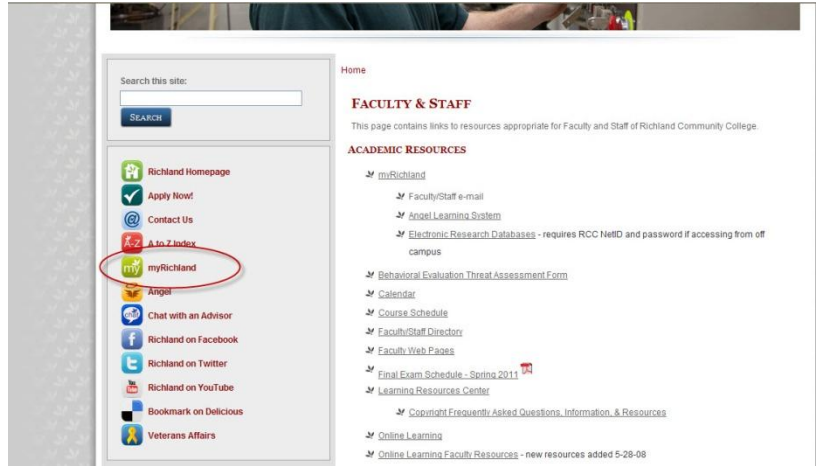 Search this site:
SEARCH
Richland Homepage
Apply Now!
Contact Us
A-Z
A to Z Index
my
myRichland
Angel
chat
Chat with an Advisor
f
Richland on Facebook
t
Richland on Twitter
You Tube
Richland on YouTube
Bookmark on Delicious
Veterans Affairs
Home
FACULTY & STAFF
This page contains links to resources appropriate for Faculty and Staff of Richland Community College.
ACADEMIC RESOURCES
myRichland
Faculty/Staff e-mail
Angel Learning System
Electronic Research Databases - requires RCC NetID and password if accessing from off
campus
Behavioral Evaluation Threat Assessment Form
Calendar
Course Schedule
Faculty/Staff Directory
Faculty Web Pages
Final Exam Schedule - Spring 2011
Learning Resources Center
Copyright Frequently Asked Questions, Information, & Resources
Online Learning
Online Learning Faculty Resources - new resources added 5-28-08